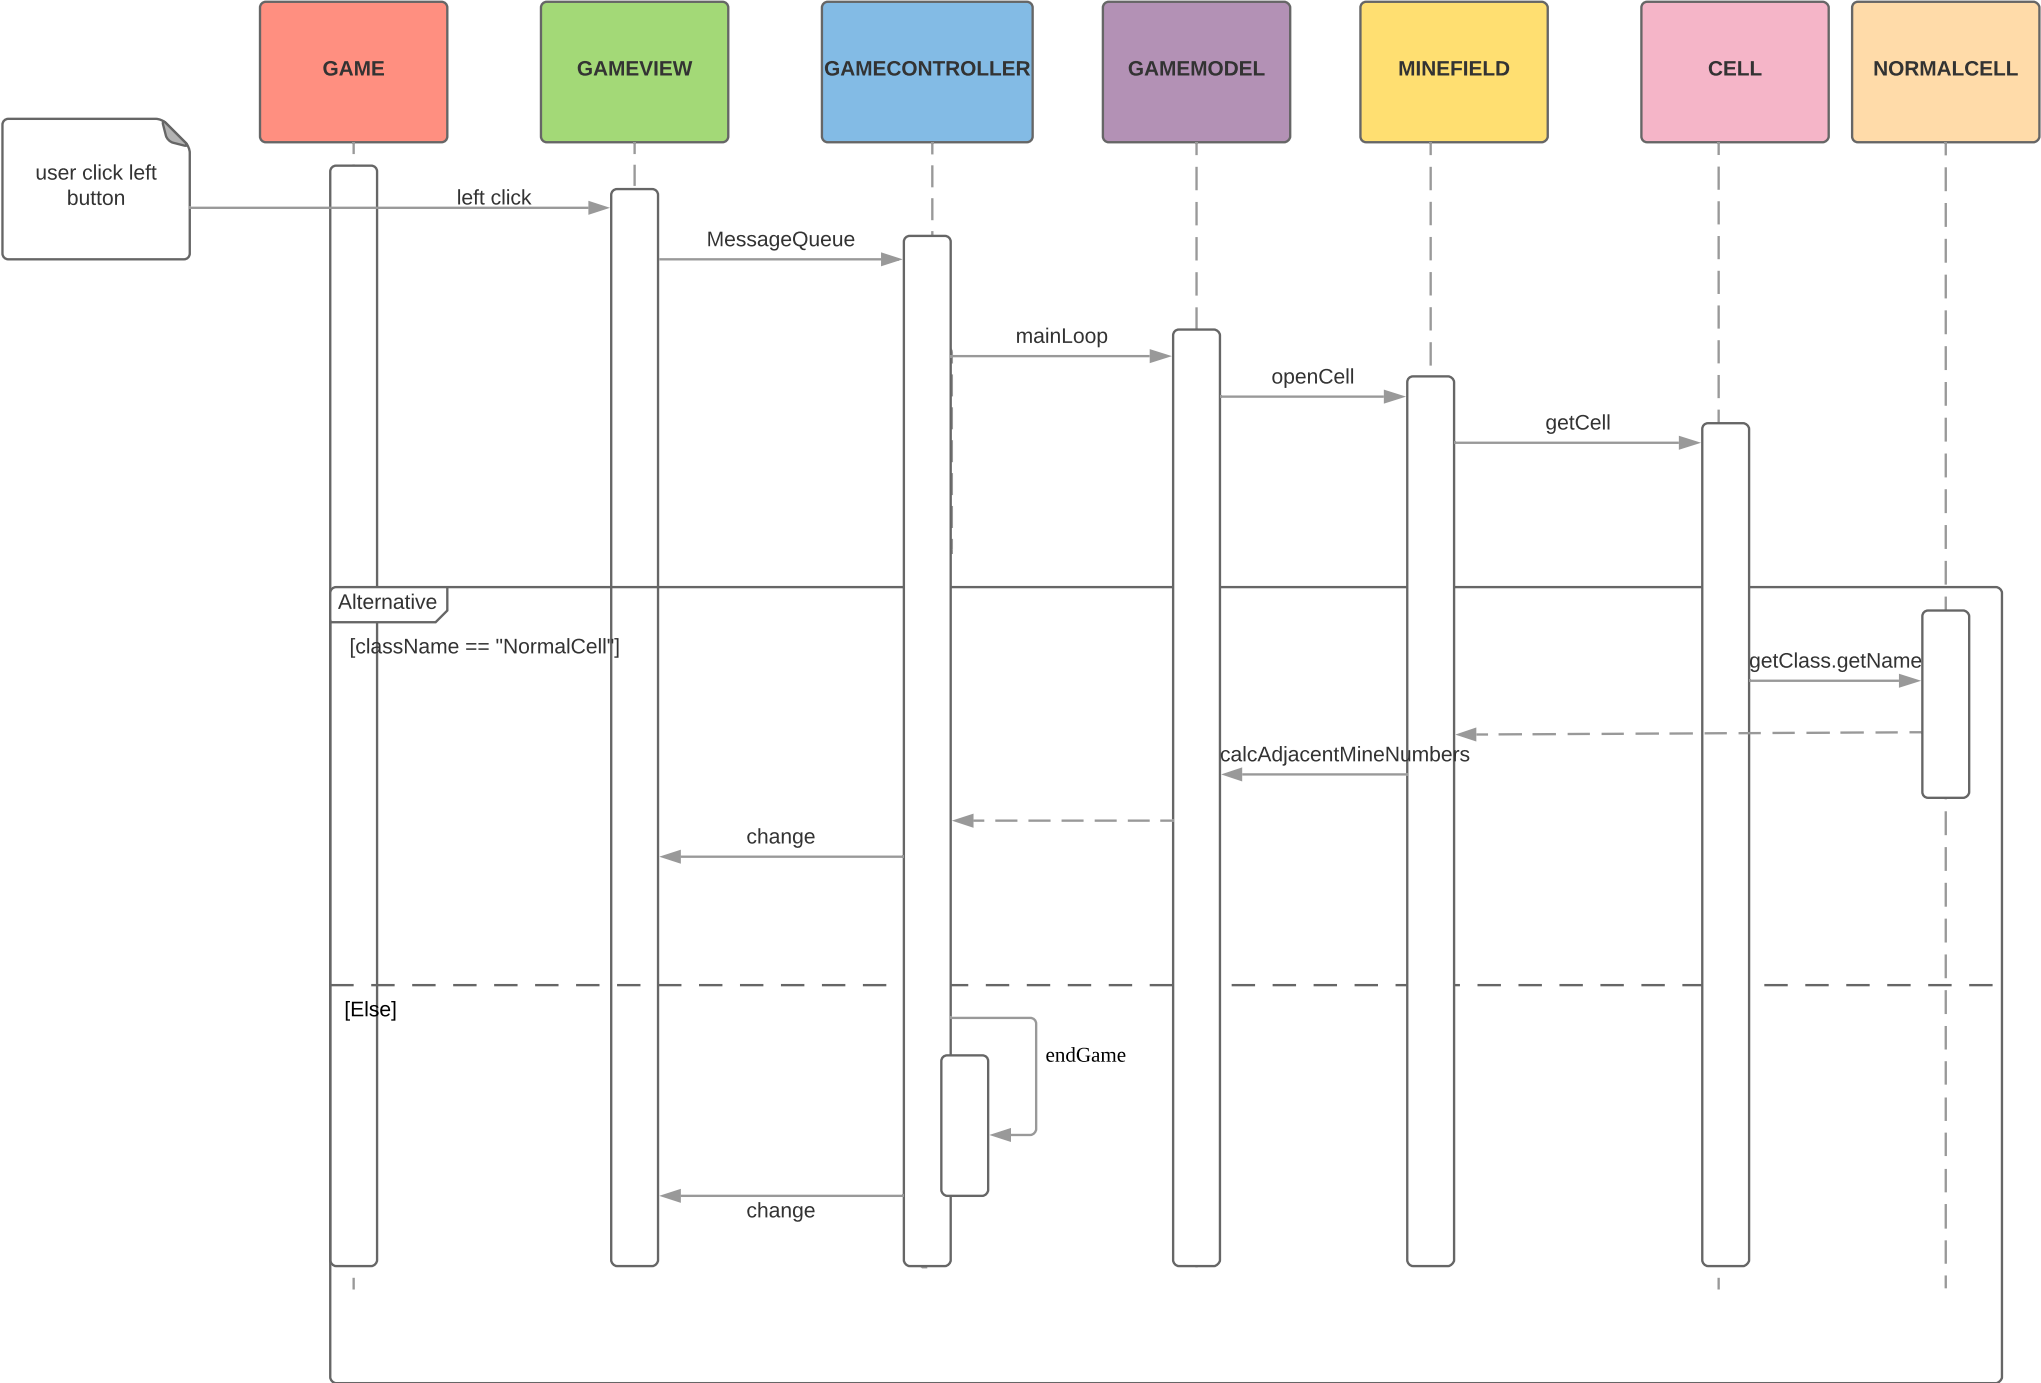 GAME
GAMEVIEW
GAMECONTROLLER
GAMEMODEL
MINEFIELD
CELL
NORMALCELL
user click left
button
left click
MessageQueue
mainLoop
openCell
getCell
Alternative
[className == "NormalCell"]
getClass.getName
calcAdjacentMineNumbers
change
[Else]
endGame
change